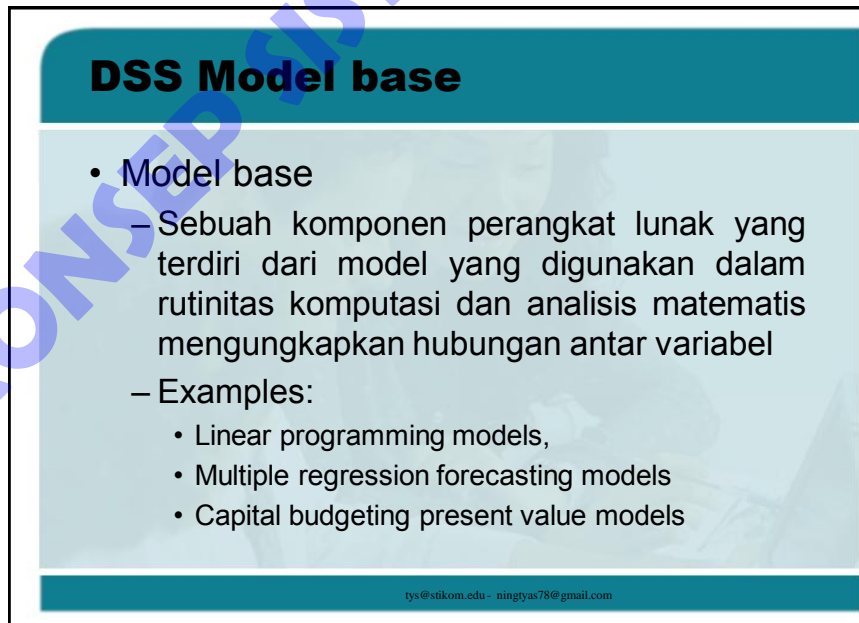 DSS Model base
• Model base
– Sebuah komponen perangkat lunak yang
terdiri dari model yang digunakan dalam
rutinitas komputasi dan analisis matematis
mengungkapkan hubungan antar variabel
– Examples:
• Linear programming models,
• Multiple regression forecasting models
• Capital budgeting present value models
tys@stikom.edu - ningtyas78@gmail.com